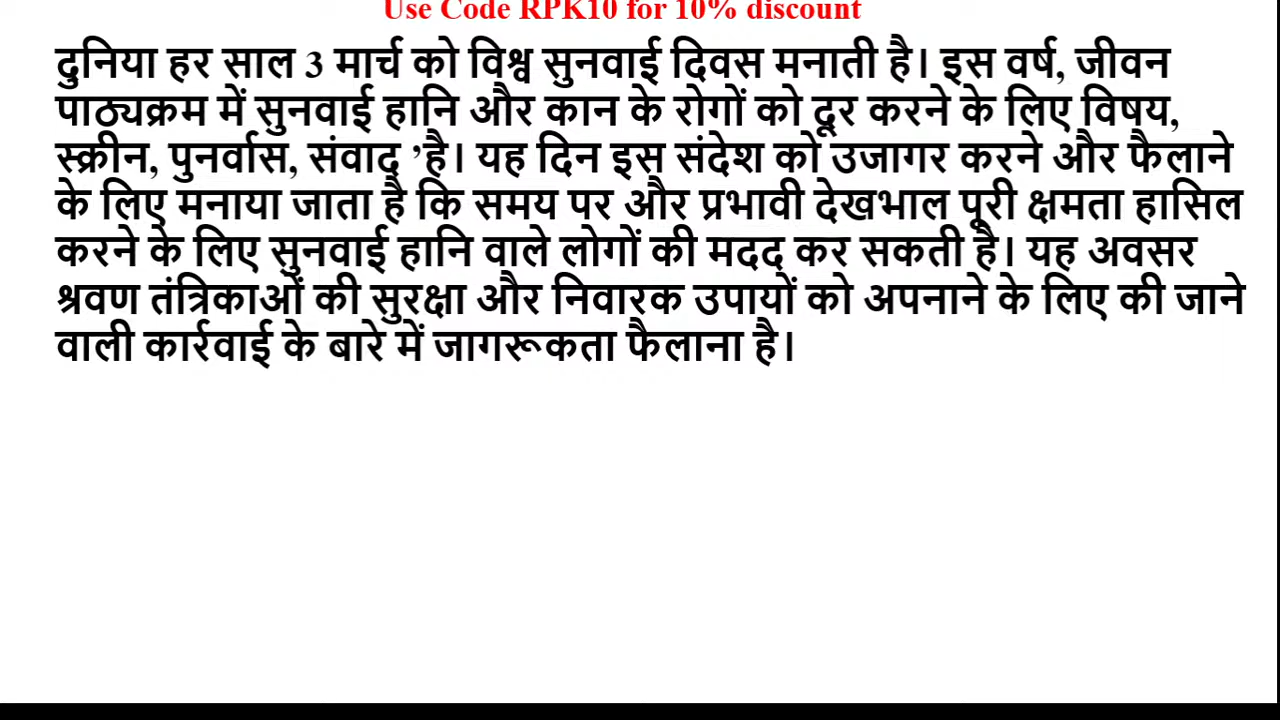 Use Code RPK10 for 10% discount
दुनिया हर साल 3 मार्च को विश्व सुनवाई दिवस मनाती है। इस वर्ष, जीवन
पाठ्यक्रम में सुनवाई हानि और कान के रोगों को दूर करने के लिए विषय,
स्क्रीन, पुनर्वास, संवाद ’है। यह दिन इस संदेश को उजागर करने और फैलाने
के लिए मनाया जाता है कि समय पर और प्रभावी देखभाल पूरी क्षमता हासिल
करने के लिए सुनवाई हानि वाले लोगों की मदद कर सकती है। यह अवसर
श्रवण तंत्रिकाओं की सुरक्षा और निवारक उपायों को अपनाने के लिए की जाने
वाली कार्रवाई के बारे में जागरूकता फैलाना है।